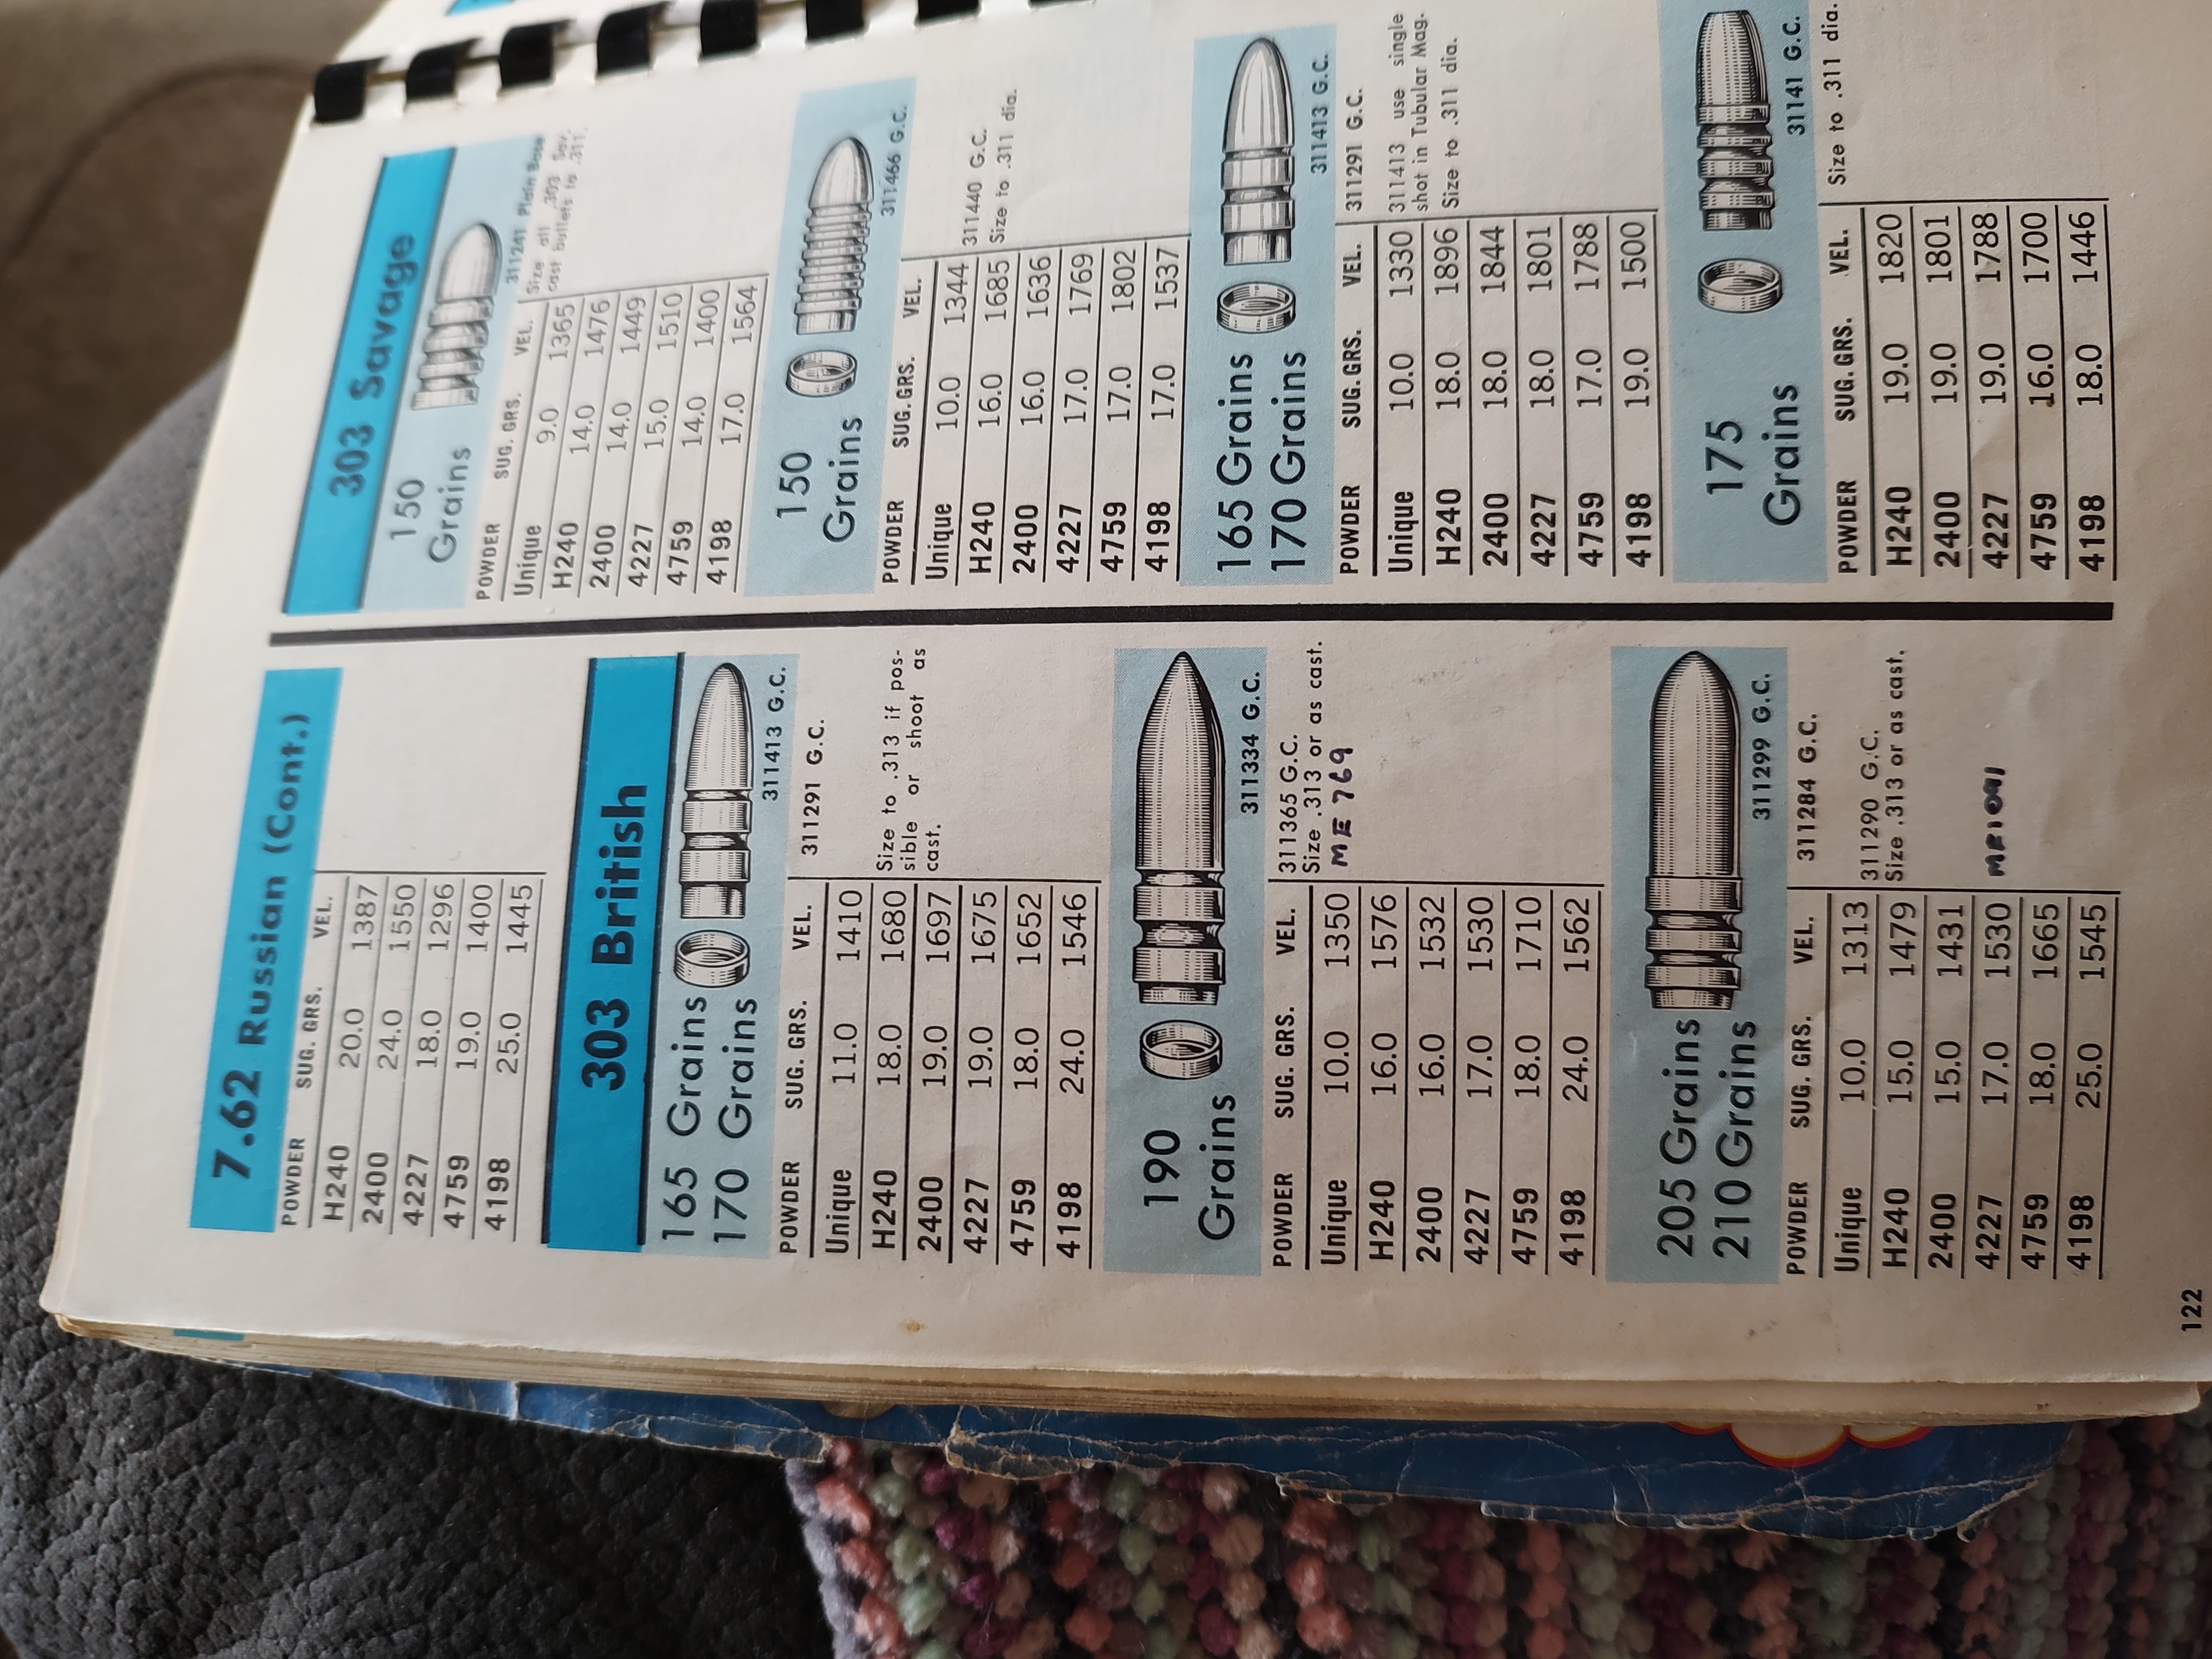 7.62 Russian (Cont.)
POWDER SUG. GRS. VEL.
H240 20.0 1387
2400 24.0 1550
4227 18.0 1296
4759 19.0 1400
4198 25.0 1445
303 British
165 Grains
170 Grains
311413 G.C.
311291 G.C.
Size to .313 if pos-
sible or shoot as
cast.
POWDER SUG. GRS. VEL.
Unique 11.0 1410
H240 18.0 1680
2400 19.0 1697
4227 19.0 1675
4759 18.0 1652
4198 24.0 1546
190
Grains
311334 G.C.
311365 G.C.
Size .313 or as cast.
ME 769
POWDER SUG. GRS. VEL.
Unique 10.0 1350
H240 16.0 1576
2400 16.0 1532
4227 17.0 1530
4759 18.0 1710
4198 24.0 1562
205 Grains
210 Grains
311299 G.C.
311284 G.C.
311290 G.C.
Size .313 or as cast.
POWDER SUG. GRS. VEL.
Unique 10.0 1313
H240 15.0 1479
2400 15.0 1431
4227 17.0 1530
4759 18.0 1665
4198 25.0 1545
122
303 Savage
150
Grains
311241 Plain Base
Size all .303 Sav.
cast bullets to .311.
POWDER SUG. GRS. VEL.
Unique 9.0 1365
H240 14.0 1476
2400 14.0 1449
4227 15.0 1510
4759 14.0 1400
4198 17.0 1564
150
Grains
311466 G.C.
311440 G.C.
Size to .311 dia.
POWDER SUG. GRS. VEL.
Unique 10.0 1344
H240 16.0 1685
2400 16.0 1636
4227 17.0 1769
4759 17.0 1802
4198 17.0 1537
165 Grains
170 Grains
311413 G.C.
311291 G.C.
311413 use single
shot in Tubular Mag.
Size to .311 dia.
POWDER SUG. GRS. VEL.
Unique 10.0 1330
H240 18.0 1896
2400 18.0 1844
4227 18.0 1801
4759 17.0 1788
4198 19.0 1500
175
Grains
31141 G.C.
Size to .311 dia.
POWDER SUG. GRS. VEL.
H240 19.0 1820
2400 19.0 1801
4227 19.0 1788
4759 16.0 1700
4198 18.0 1446